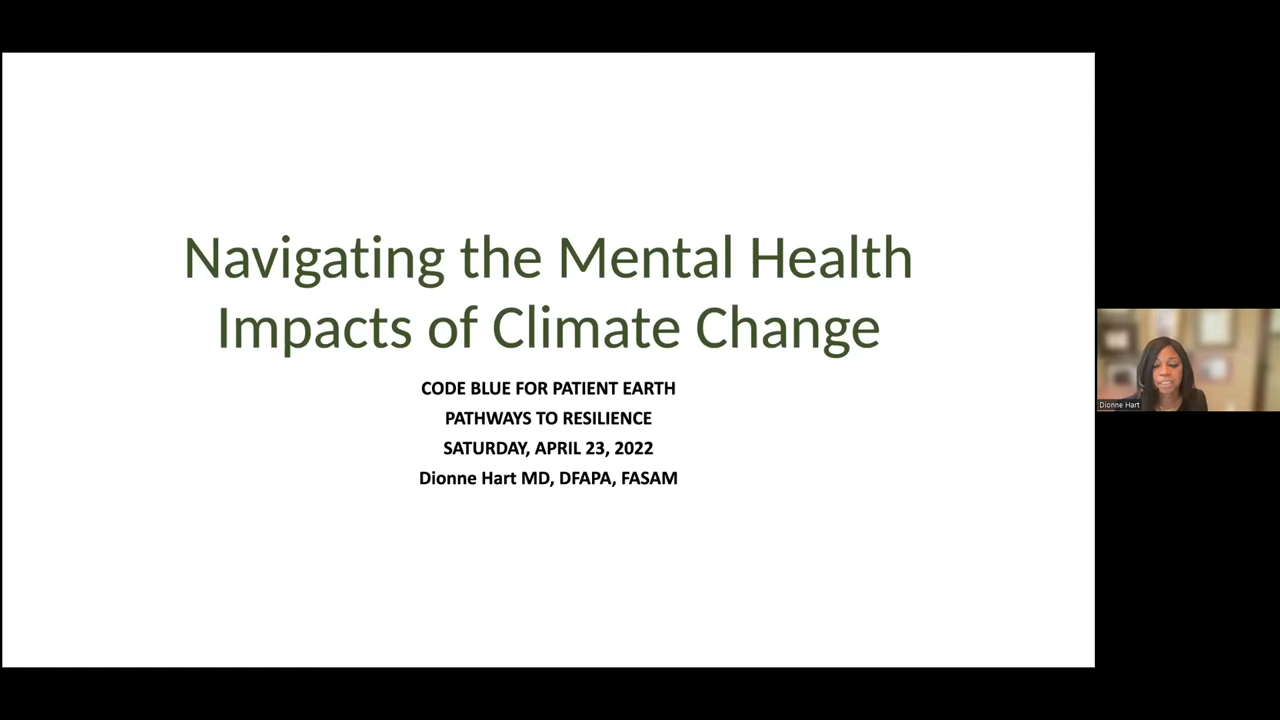 Navigating the Mental Health
Impacts of Climate Change
CODE BLUE FOR PATIENT EARTH
PATHWAYS TO RESILIENCE
SATURDAY, APRIL 23, 2022
Dionne Hart MD, DFAPA, FASAM
Dionne Hart